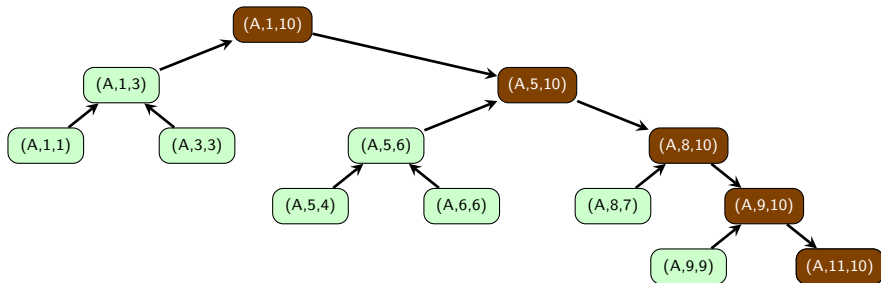 (A,1,10)
(A,1,3)
(A,5,10)
(A,1,1)
(A,3,3)
(A,5,6)
(A,8,10)
(A,5,4)
(A,6,6)
(A,8,7)
(A,9,10)
(A,9,9)
(A,11,10)